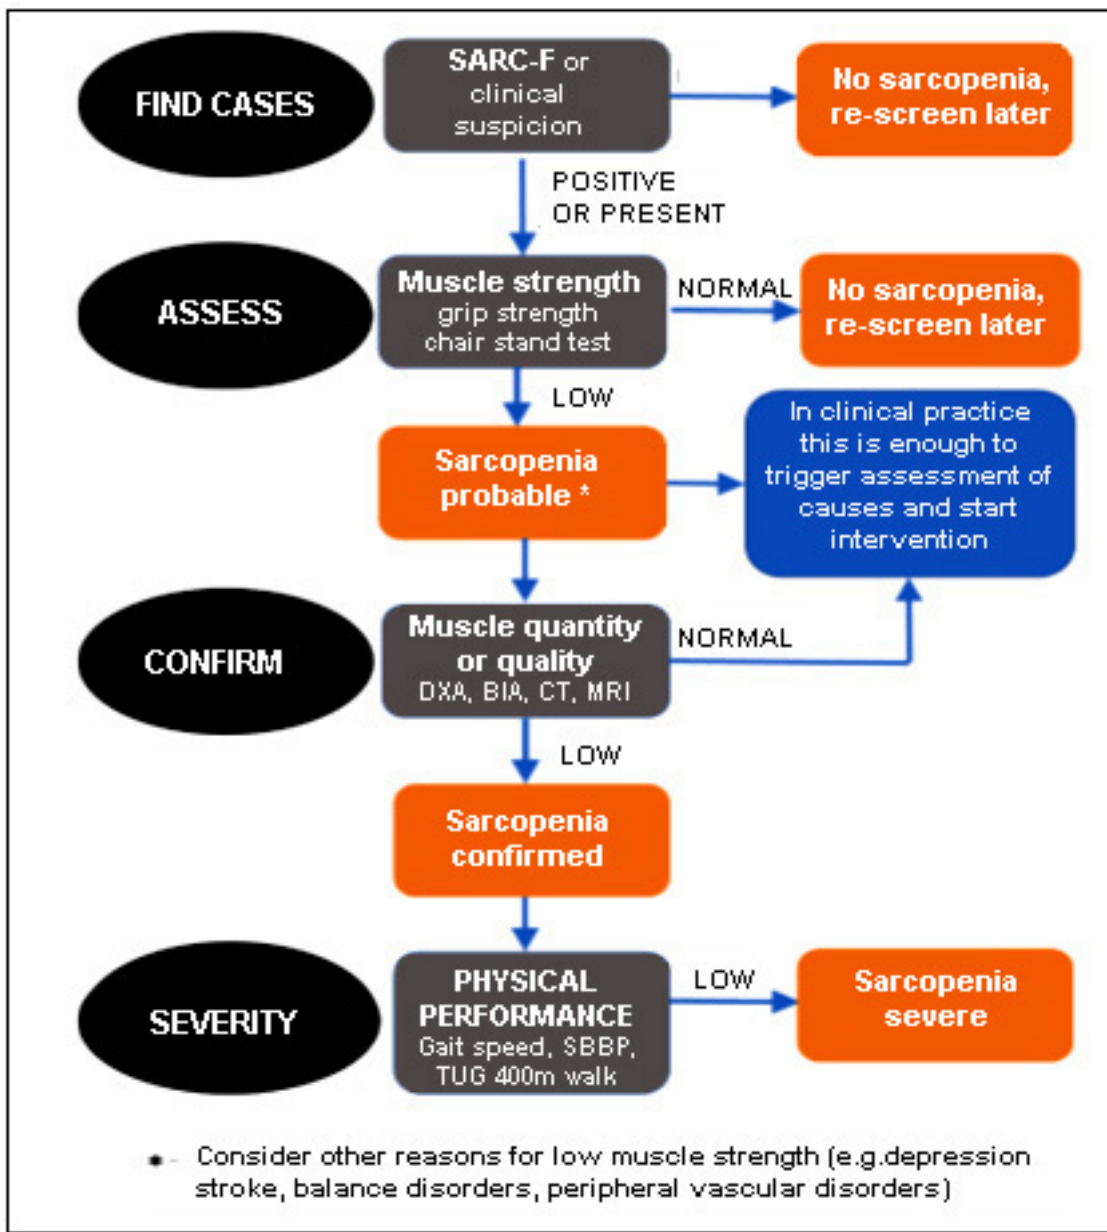 FIND CASES
SARC-F or
clinical
suspicion
No sarcopenia,
re-screen later
POSITIVE
OR PRESENT
ASSESS
Muscle strength
grip strength
chair stand test
NORMAL
No sarcopenia,
re-screen later
LOW
Sarcopenia
probable *
In clinical practice
this is enough to
trigger assessment of
causes and start
intervention
CONFIRM
Muscle quantity
or quality
DXA, BIA, CT, MRI
NORMAL
LOW
Sarcopenia
confirmed
SEVERITY
PHYSICAL
PERFORMANCE
Gait speed, SBBP,
TUG 400m walk
LOW
Sarcopenia
severe
* - Consider other reasons for low muscle strength (e.g.depression
stroke, balance disorders, peripheral vascular disorders)